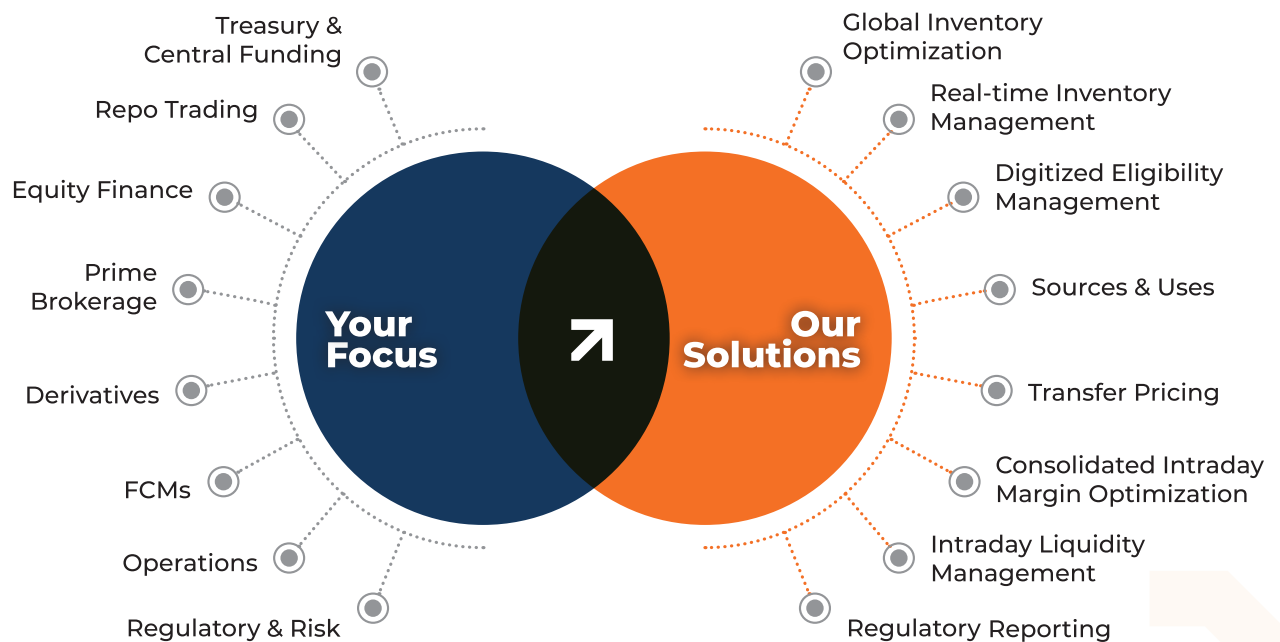 Treasury &
Central Funding
Repo Trading
Equity Finance
Prime
Brokerage
Derivatives
FCMs
Operations
Regulatory & Risk
Your
Focus
Our
Solutions
Global Inventory
Optimization
Real-time Inventory
Management
Digitized Eligibility
Management
Sources & Uses
Transfer Pricing
Consolidated Intraday
Margin Optimization
Intraday Liquidity
Management
Regulatory Reporting